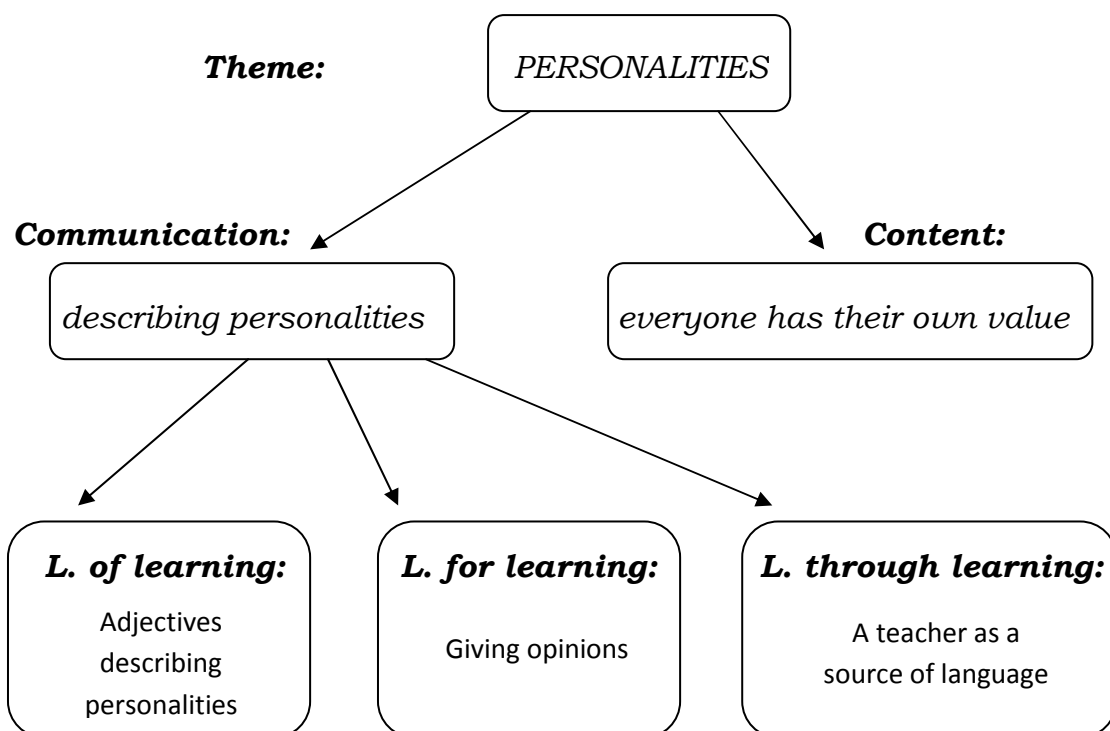 Theme:
PERSONALITIES
Communication:
describing personalities
Content:
everyone has their own value
L. of learning:
Adjectives
describing
personalities
L. for learning:
Giving opinions
L. through learning:
A teacher as a
source of language